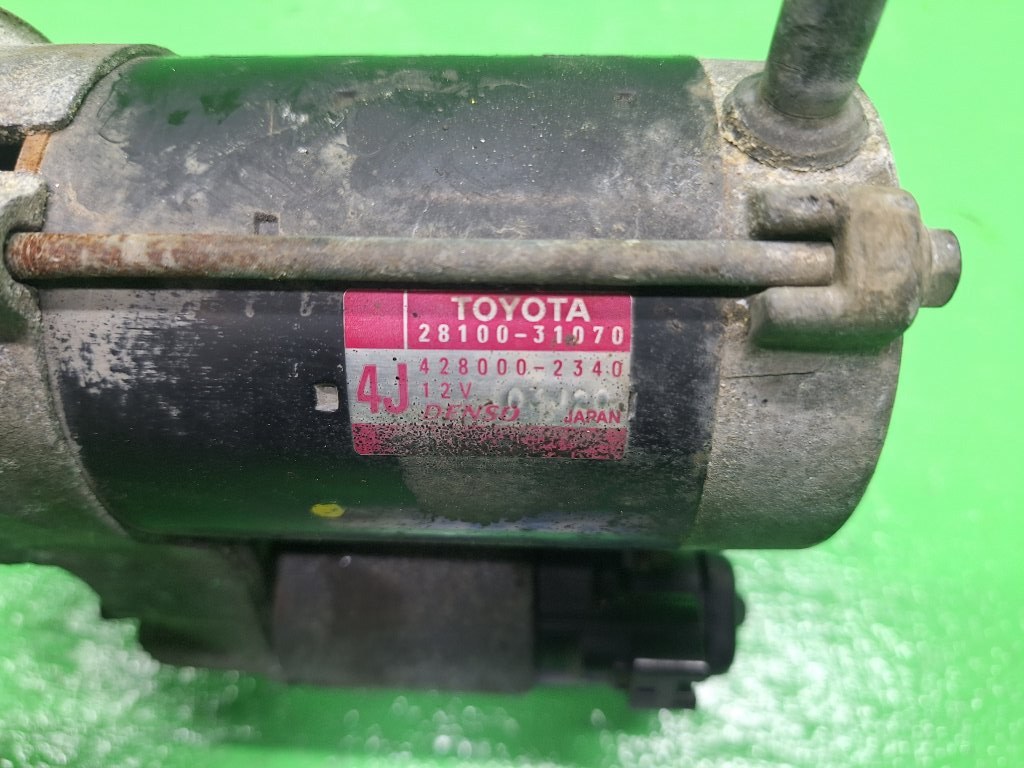 TOYOTA
28100-31070
428000-2340
4J
12V
DENSO JAPAN